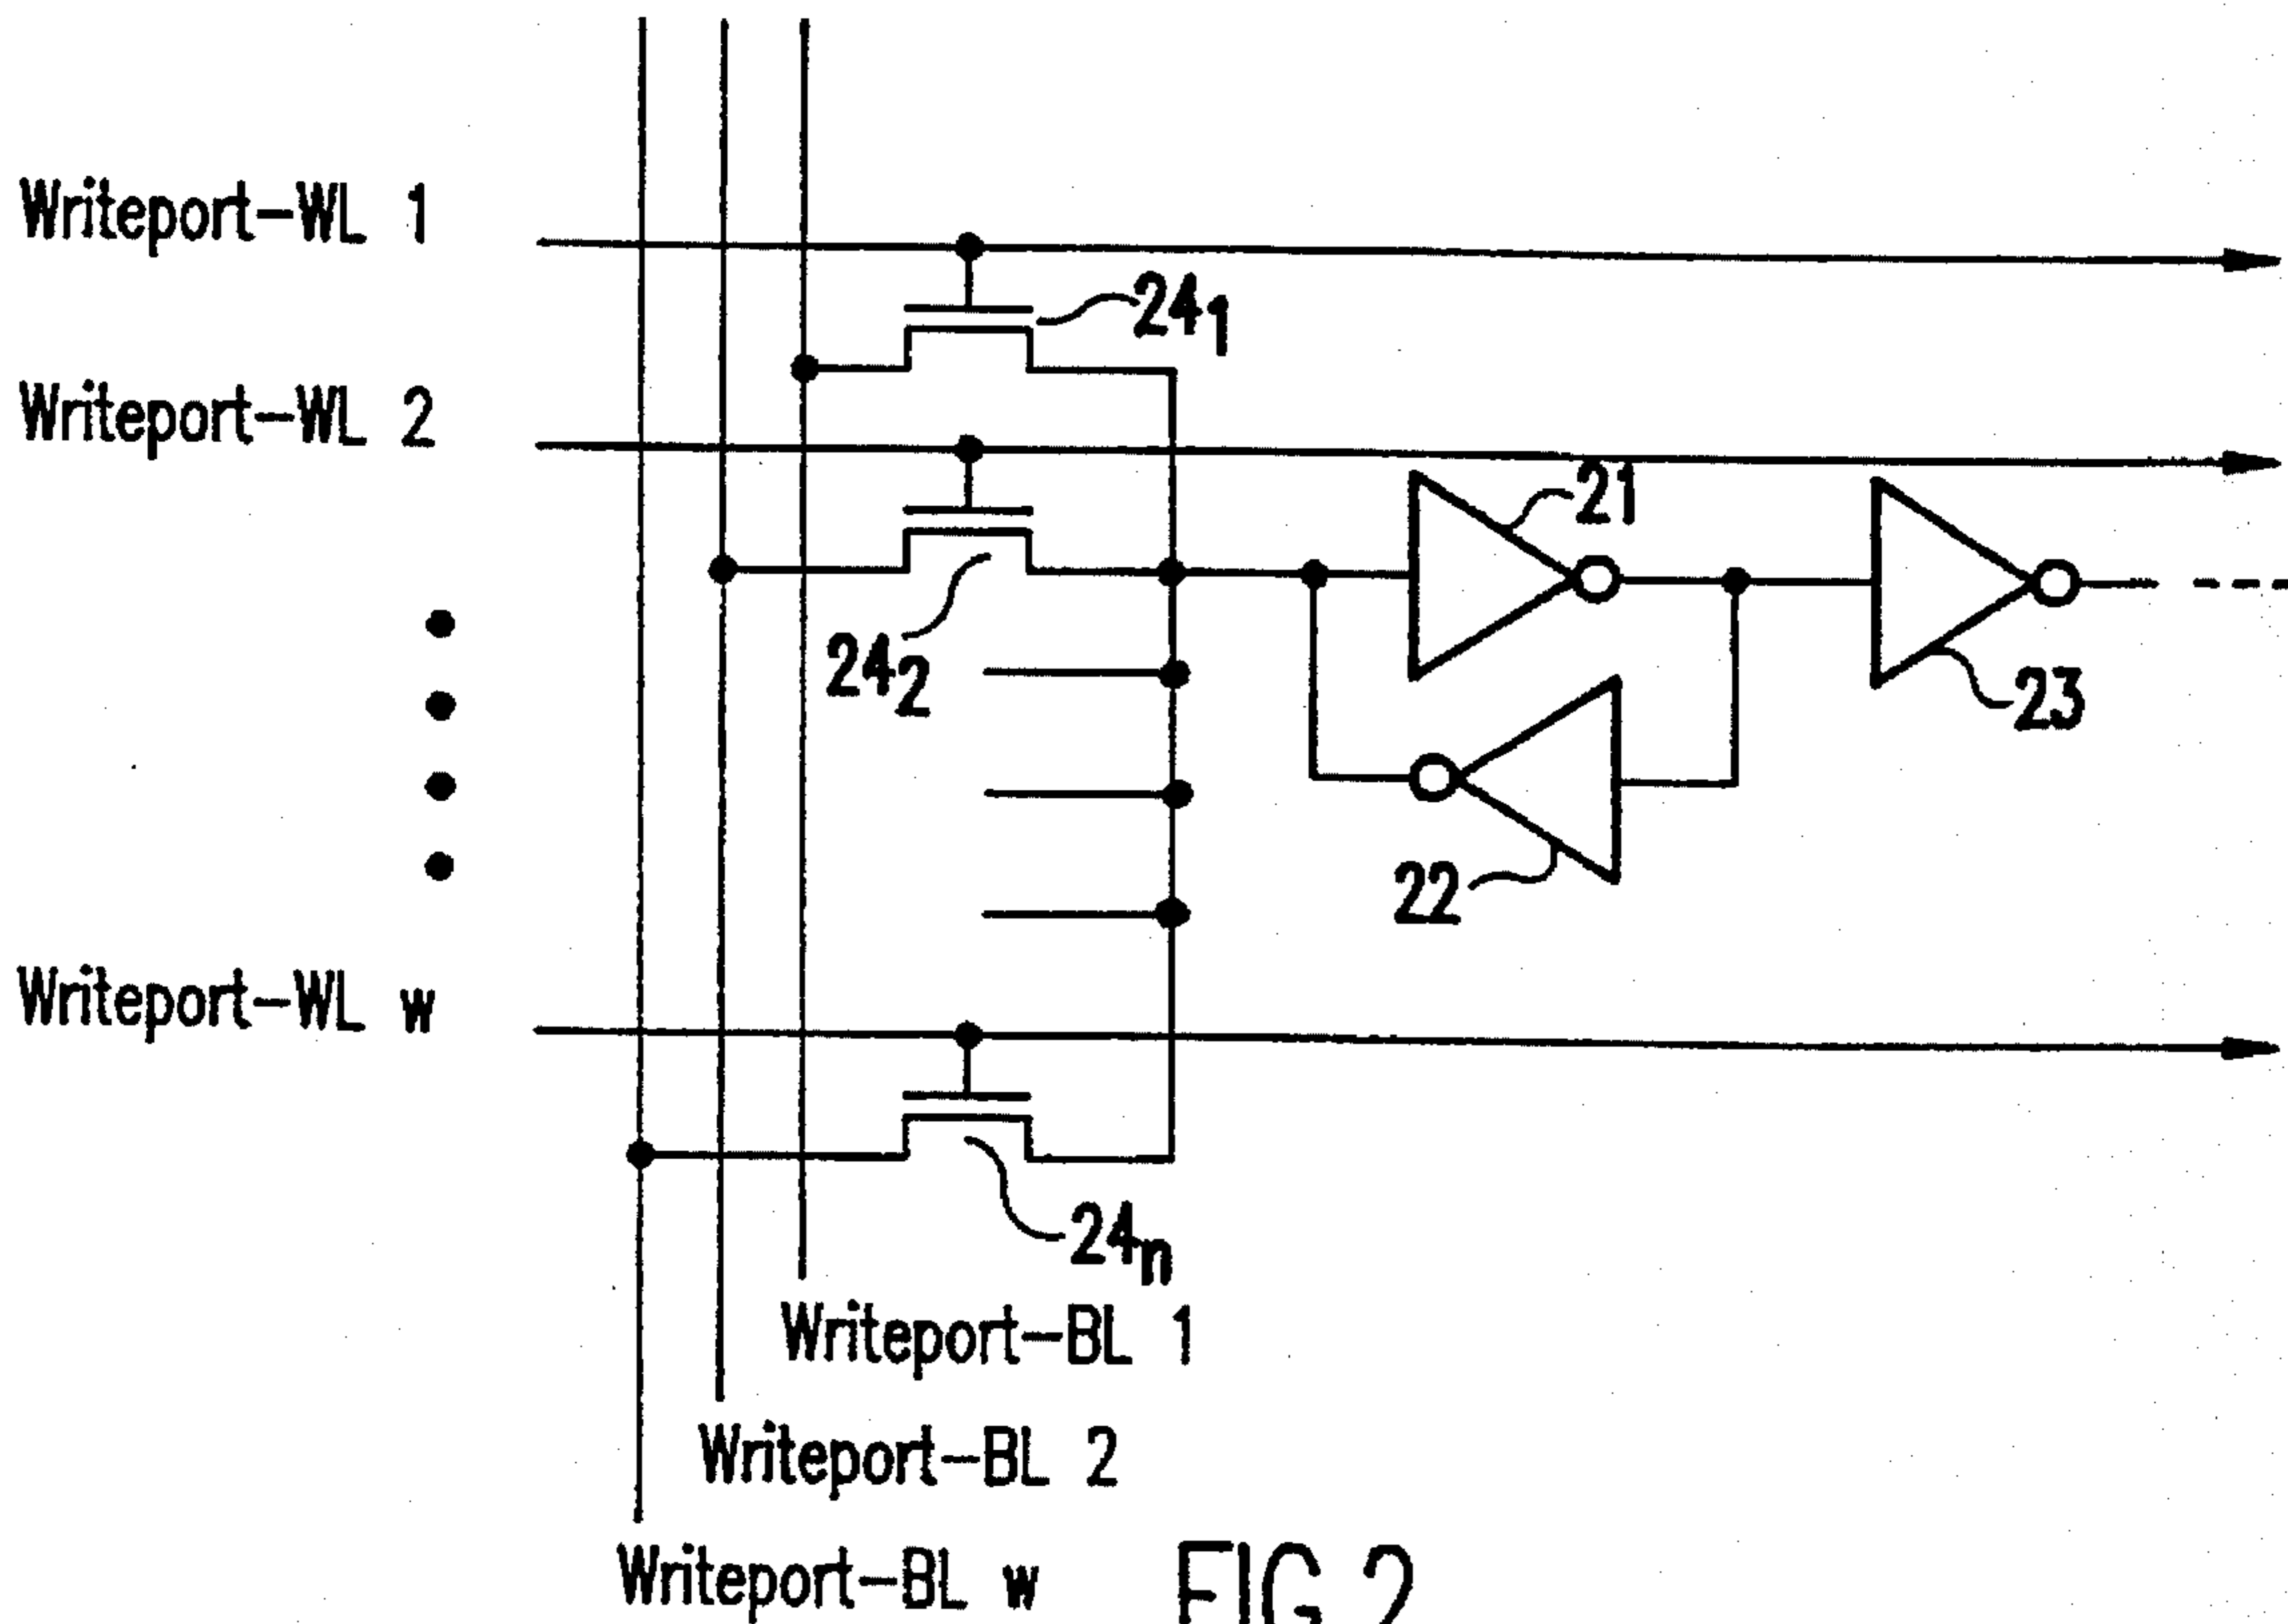 Writeport-WL 1
24₁
Writeport-WL 2
21
24₂
23
22
Writeport-WL w
24ₙ
Writeport-BL 1
Writeport-BL 2
Writeport-BL w
FIG.2